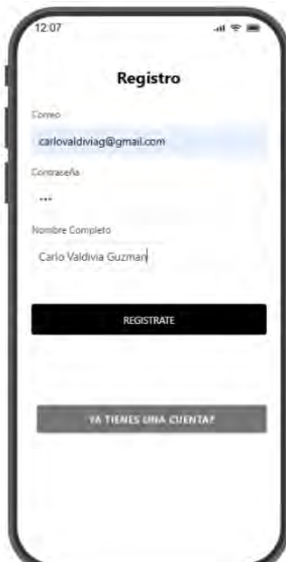 12:07
Registro
Correo
carlovaldiviag@gmail.com
Contraseña
•••
Nombre Completo
Carlo Valdivia Guzman
REGISTRATE
YA TIENES UNA CUENTA?